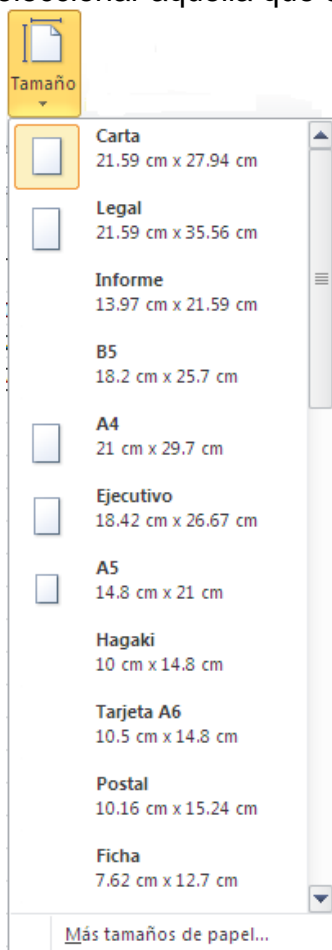 seleccionar aquella que
Tamaño
Carta
21.59 cm x 27.94 cm
Legal
21.59 cm x 35.56 cm
Informe
13.97 cm x 21.59 cm
B5
18.2 cm x 25.7 cm
A4
21 cm x 29.7 cm
Ejecutivo
18.42 cm x 26.67 cm
A5
14.8 cm x 21 cm
Hagaki
10 cm x 14.8 cm
Tarjeta A6
10.5 cm x 14.8 cm
Postal
10.16 cm x 15.24 cm
Ficha
7.62 cm x 12.7 cm
Más tamaños de papel...